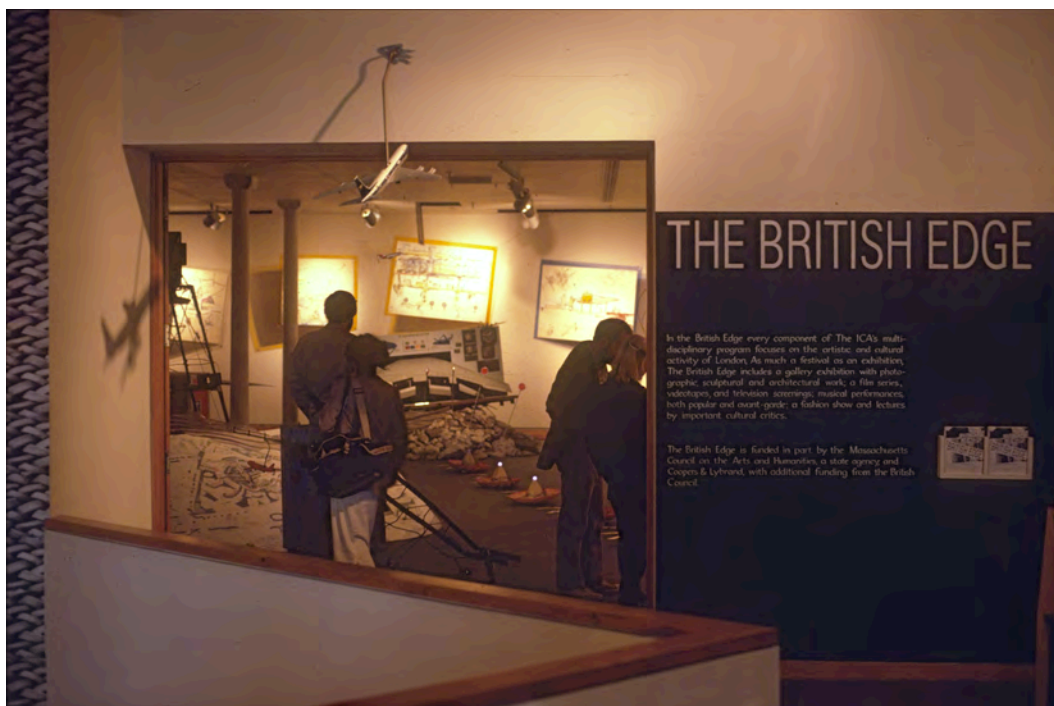 THE BRITISH EDGE
In the British Edge every component of The ICA's multi-
disciplinary program focuses on the artistic and cultural
activity of London. As much a festival as an exhibition,
The British Edge includes a gallery exhibition with photo-
graphic sculptural and architectural work; a film series,
videotapes, and television screenings; musical performances,
both popular and avant-garde; a fashion show and lectures
by important cultural critics.
The British Edge is funded in part by the Massachusetts
Council on the Arts and Humanities, a state agency and
Coopers & Lybrand, with additional funding from the British
Council.